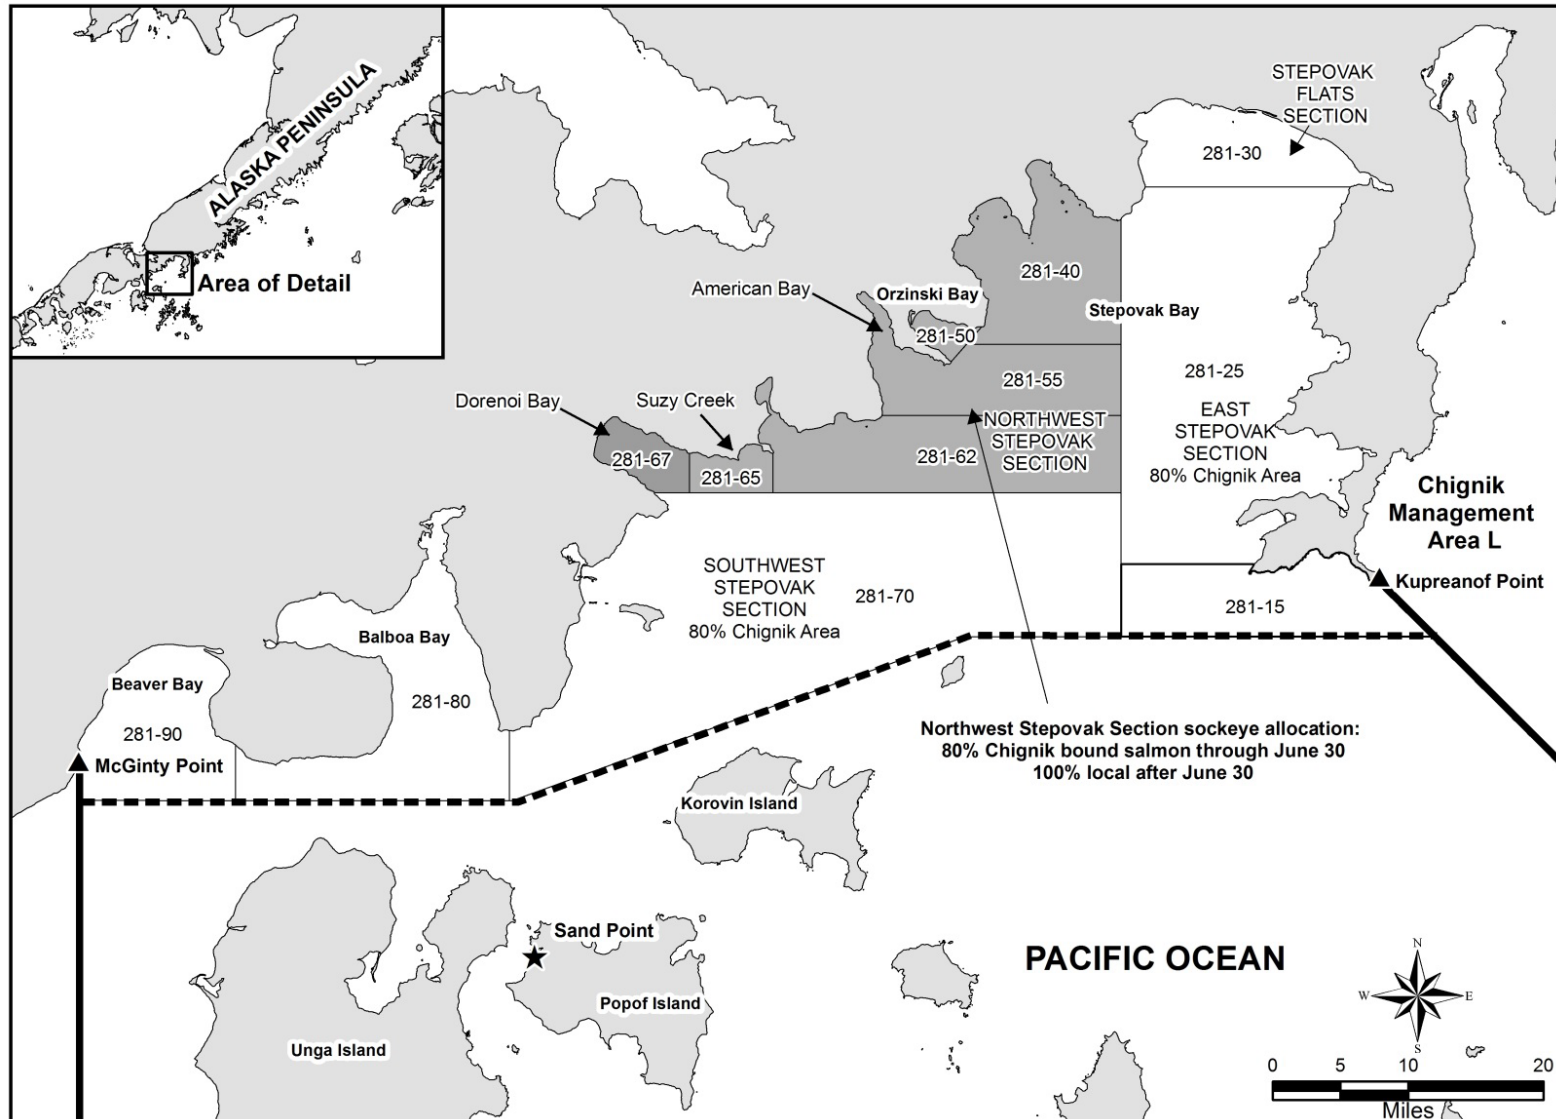 ALASKA PENINSULA
Area of Detail
STEPOVAK
FLATS
SECTION
281-30
281-40
American Bay
Orzinski Bay
281-50
Stepovak Bay
281-55
281-25
Dorenoi Bay
Suzy Creek
EAST
STEPOVAK
SECTION
80% Chignik Area
NORTHWEST
STEPOVAK
SECTION
281-67
281-65
281-62
Chignik
Management
Area L
Kupreanof Point
SOUTHWEST
STEPOVAK
SECTION
80% Chignik Area
281-70
281-15
Balboa Bay
Beaver Bay
281-80
281-90
McGinty Point
Northwest Stepovak Section sockeye allocation:
80% Chignik bound salmon through June 30
100% local after June 30
Korovin Island
Sand Point
PACIFIC OCEAN
Popof Island
Unga Island
N
W
E
S
0 5 10 20
Miles